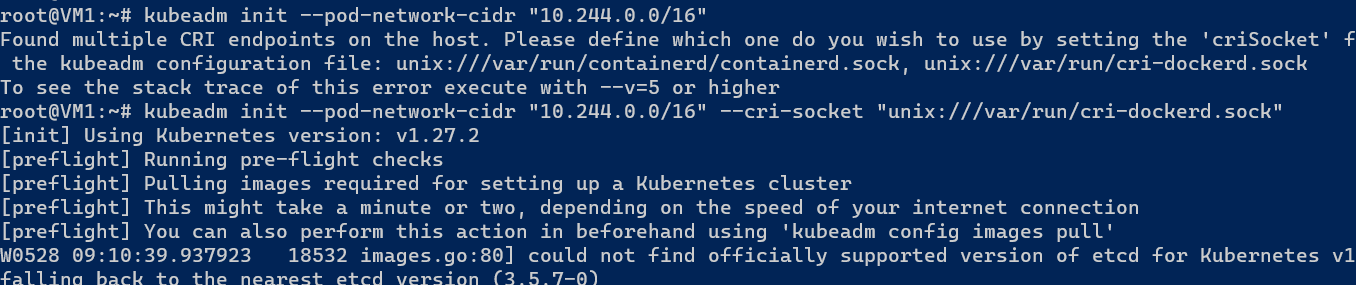 root@VM1:~# kubeadm init --pod-network-cidr "10.244.0.0/16"
Found multiple CRI endpoints on the host. Please define which one do you wish to use by setting the 'criSocket' f
 the kubeadm configuration file: unix:///var/run/containerd/containerd.sock, unix:///var/run/cri-dockerd.sock
To see the stack trace of this error execute with --v=5 or higher
root@VM1:~# kubeadm init --pod-network-cidr "10.244.0.0/16" --cri-socket "unix:///var/run/cri-dockerd.sock"
[init] Using Kubernetes version: v1.27.2
[preflight] Running pre-flight checks
[preflight] Pulling images required for setting up a Kubernetes cluster
[preflight] This might take a minute or two, depending on the speed of your internet connection
[preflight] You can also perform this action in beforehand using 'kubeadm config images pull'
W0528 09:10:39.937923   18532 images.go:80] could not find officially supported version of etcd for Kubernetes v1
falling back to the nearest etcd version (3.5.7-0)